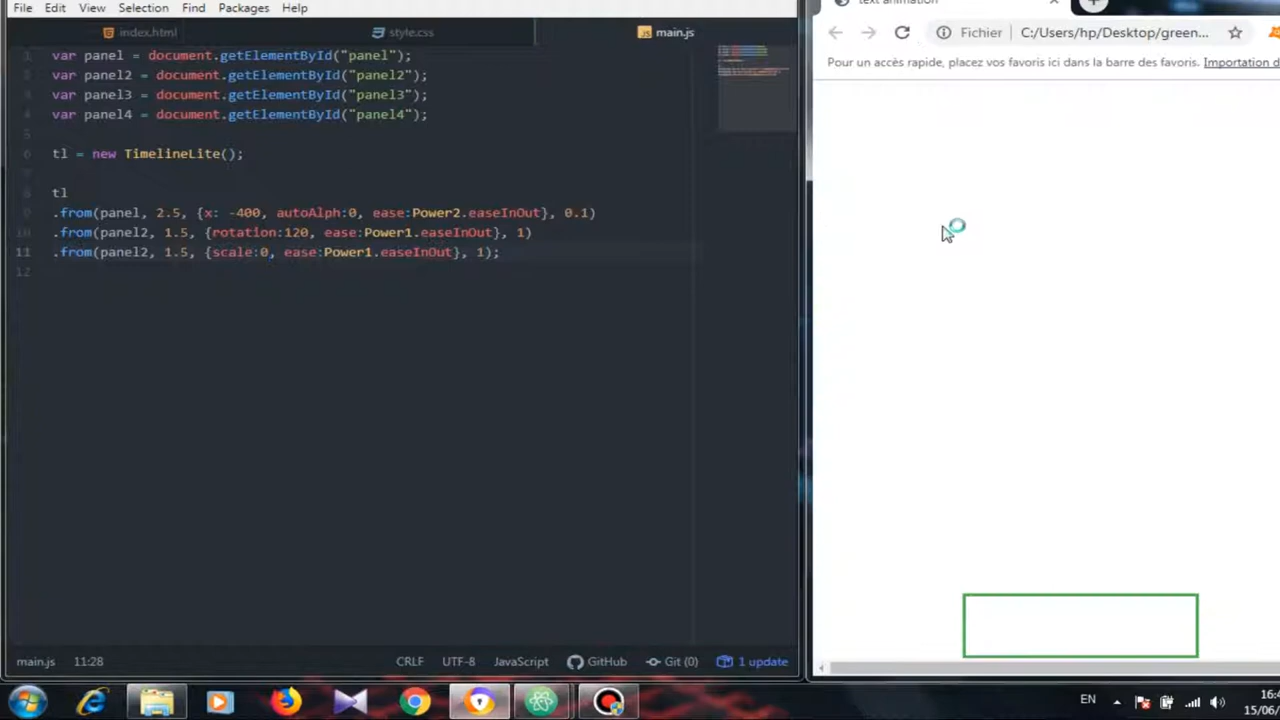 File Edit View Selection Find Packages Help
index.html style.css main.js
var panel = document.getElementById("panel");
var panel2 = document.getElementById("panel2");
var panel3 = document.getElementById("panel3");
var panel4 = document.getElementById("panel4");
5
6 tl = new TimelineLite();
7
8 tl
9 .from(panel, 2.5, {x: -400, autoAlph:0, ease:Power2.easeInOut}, 0.1)
10 .from(panel2, 1.5, {rotation:120, ease:Power1.easeInOut}, 1)
11 .from(panel2, 1.5, {scale:0, ease:Power1.easeInOut}, 1);
12
main.js 11:28 CRLF UTF-8 JavaScript GitHub Git (0) 1 update
text animation
Fichier C:/Users/hp/Desktop/green...
Pour un accès rapide, placez vos favoris ici dans la barre des favoris. Importation d
EN
16:4
15/06/